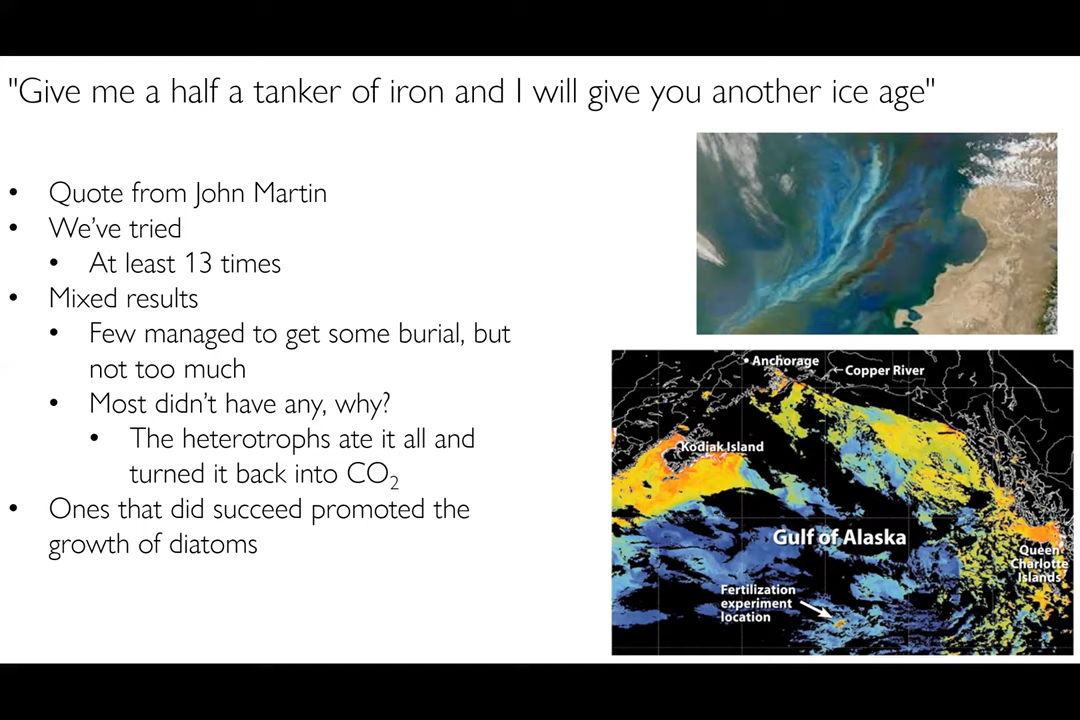 "Give me a half a tanker of iron and I will give you another ice age"
• Quote from John Martin
• We've tried
• At least 13 times
• Mixed results
• Few managed to get some burial, but
not too much
• Most didn't have any, why?
• The heterotrophs ate it all and
turned it back into CO₂
• Ones that did succeed promoted the
growth of diatoms
Anchorage
Copper River
Kodiak Island
Gulf of Alaska
Queen
Charlotte
Islands
Fertilization
experiment
location